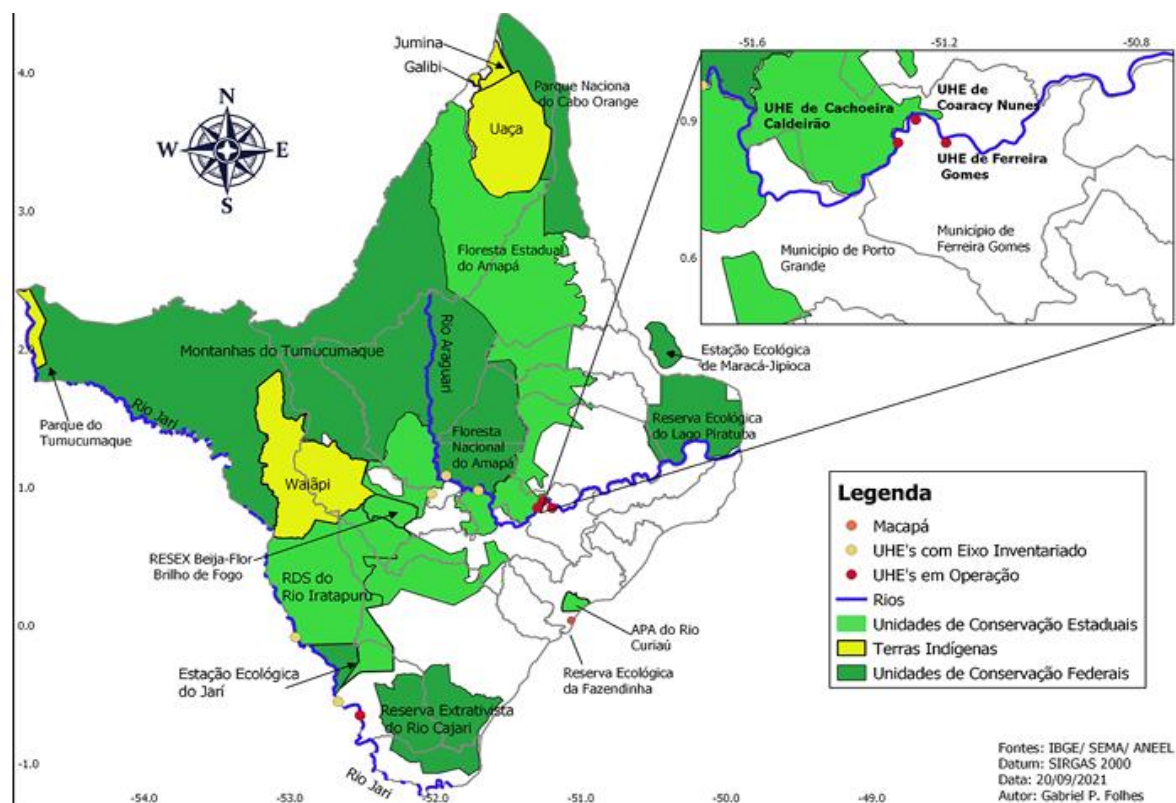 4.0
3.0
2.0
1.0
0.0
-1.0
-54.0
-53.0
-52.0
-51.0
-50.0
-49.0
N
W
E
S
Jumina
Galibi
Parque Naciona
do Cabo Orange
Uaça
Floresta Estadual
do Amapá
Montanhas do Tumucumaque
Rio Araguari
Parque do
Tumucumaque
Rio Jarí
Floresta
Nacional
do Amapá
Estação Ecológica
de Maracá-Jipioca
Reserva Ecológica
do Lago Piratuba
Waiãpi
RESEX Beija-Flor
Brilho de Fogo
RDS do
Rio Iratapuru
APA do Rio
Curiaú
Reserva Ecológica
da Fazendinha
Estação Ecológica
do Jarí
Reserva Extrativista
do Rio Cajari
Rio Jarí
-51.6
-51.2
-50.8
0.9
0.6
UHE de Cachoeira
Caldeirão
UHE de
Coaracy Nunes
UHE de Ferreira
Gomes
Município de Porto
Grande
Município de
Ferreira Gomes
Legenda
Macapá
UHE's com Eixo Inventariado
UHE's em Operação
Rios
Unidades de Conservação Estaduais
Terras Indígenas
Unidades de Conservação Federais
Fontes: IBGE/ SEMA/ ANEEL
Datum: SIRGAS 2000
Data: 20/09/2021
Autor: Gabriel P. Folhes